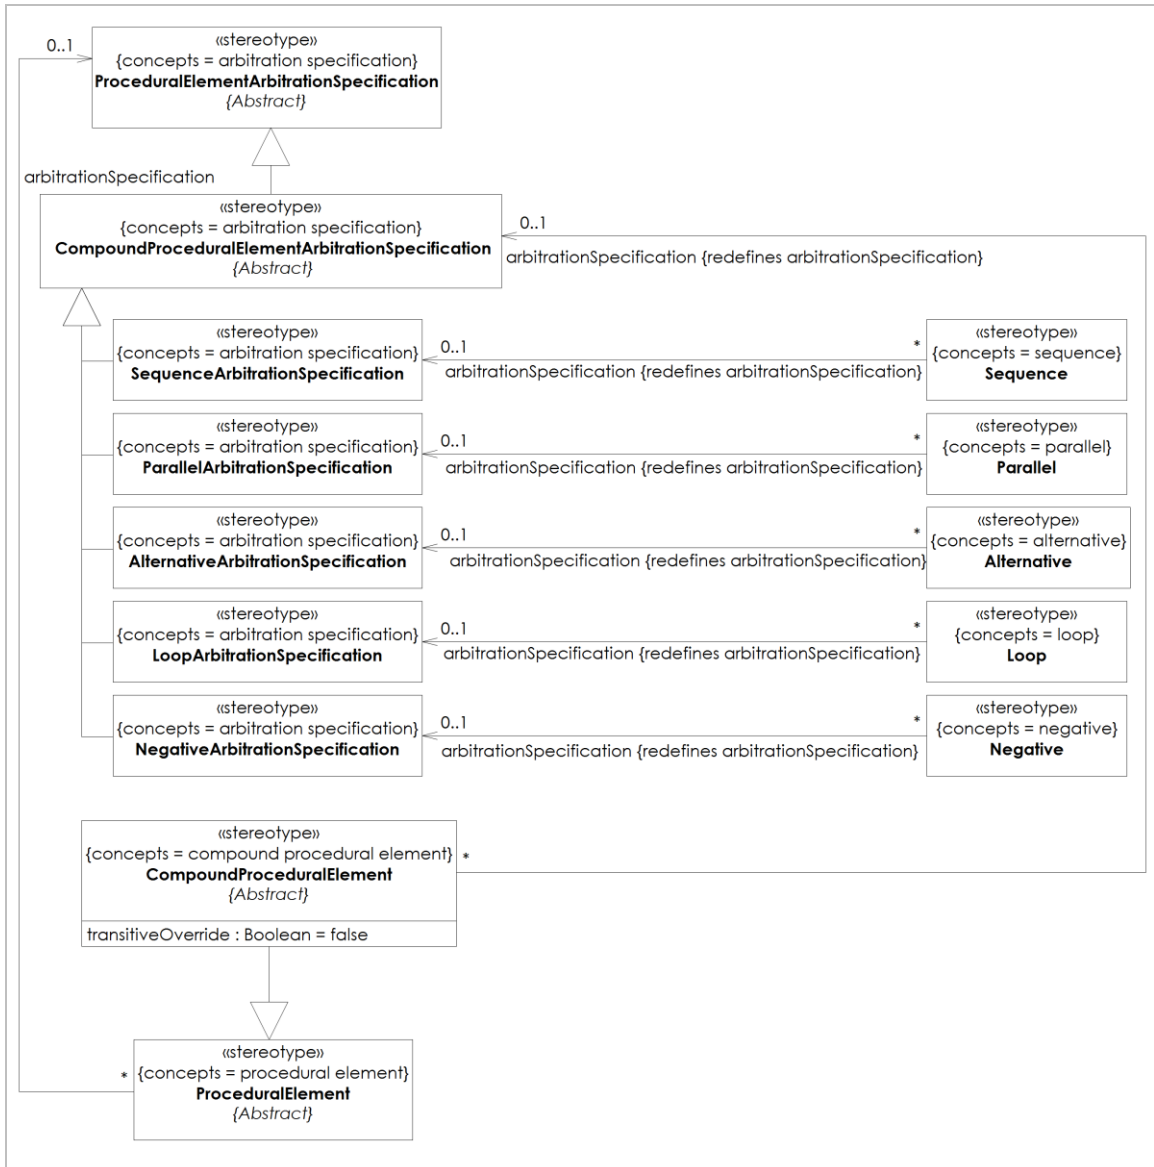 0..1
«stereotype»
{concepts = arbitration specification}
ProceduralElementArbitrationSpecification
{Abstract}
arbitrationSpecification
«stereotype»
{concepts = arbitration specification}
CompoundProceduralElementArbitrationSpecification
{Abstract}
0..1
arbitrationSpecification {redefines arbitrationSpecification}
«stereotype»
{concepts = arbitration specification}
SequenceArbitrationSpecification
0..1
*
arbitrationSpecification {redefines arbitrationSpecification}
«stereotype»
{concepts = sequence}
Sequence
«stereotype»
{concepts = arbitration specification}
ParallelArbitrationSpecification
0..1
*
arbitrationSpecification {redefines arbitrationSpecification}
«stereotype»
{concepts = parallel}
Parallel
«stereotype»
{concepts = arbitration specification}
AlternativeArbitrationSpecification
0..1
*
arbitrationSpecification {redefines arbitrationSpecification}
«stereotype»
{concepts = alternative}
Alternative
«stereotype»
{concepts = arbitration specification}
LoopArbitrationSpecification
0..1
*
arbitrationSpecification {redefines arbitrationSpecification}
«stereotype»
{concepts = loop}
Loop
«stereotype»
{concepts = arbitration specification}
NegativeArbitrationSpecification
0..1
*
arbitrationSpecification {redefines arbitrationSpecification}
«stereotype»
{concepts = negative}
Negative
«stereotype»
{concepts = compound procedural element}
CompoundProceduralElement
{Abstract}
*
transitiveOverride : Boolean = false
«stereotype»
{concepts = procedural element}
ProceduralElement
{Abstract}
*